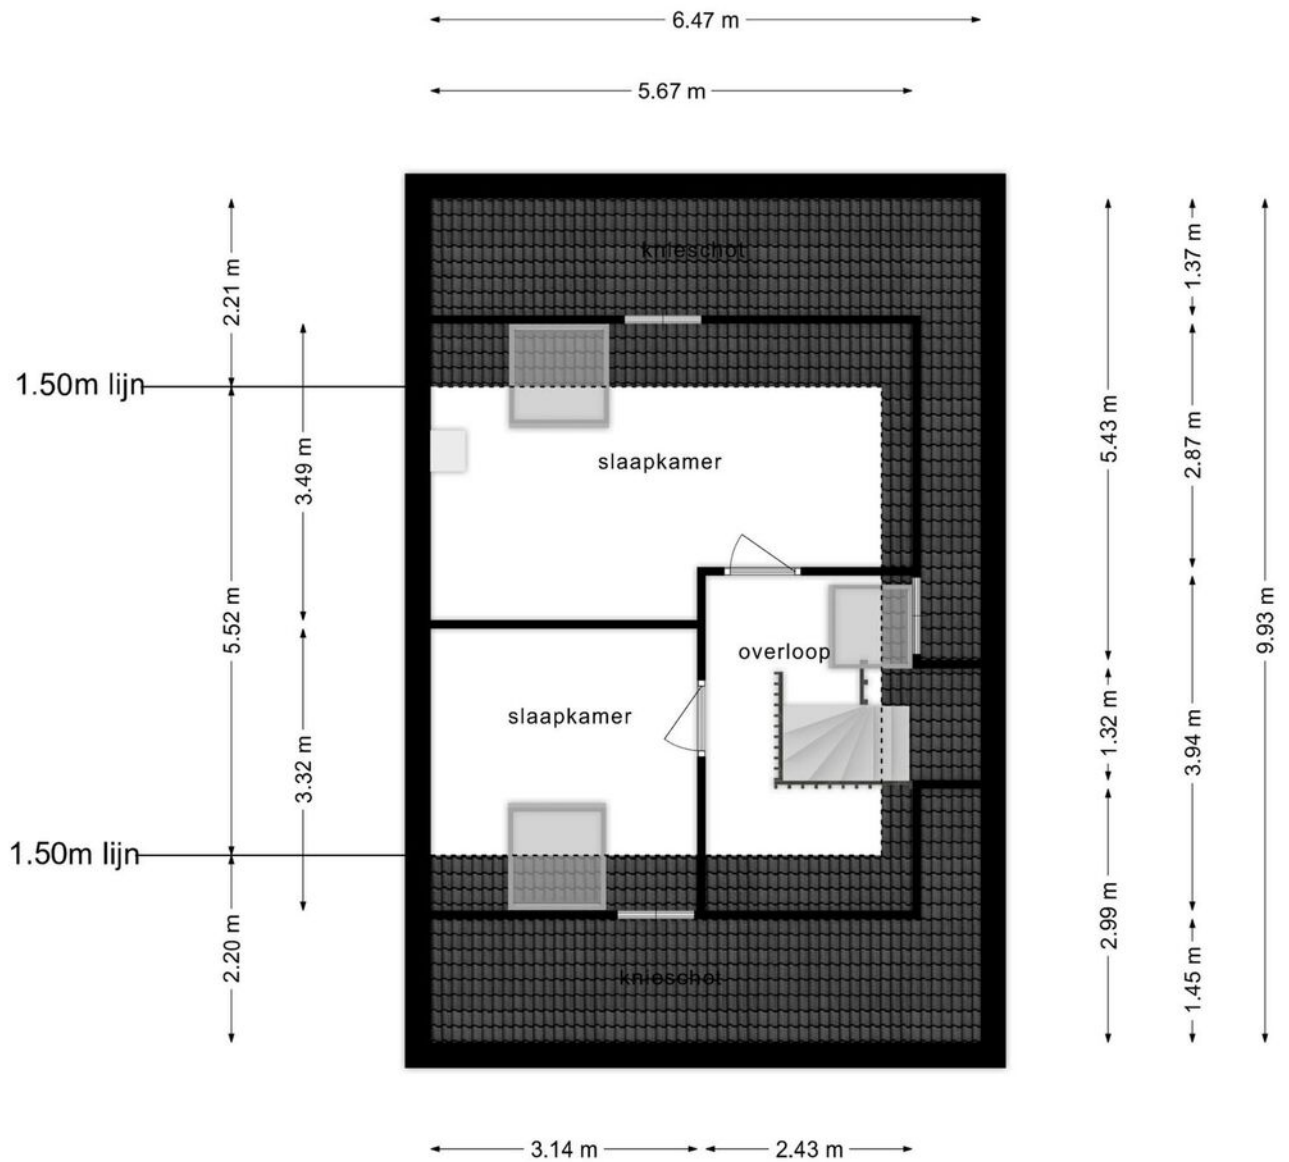 6.47 m
5.67 m
knieschot
2.21 m
1.37 m
1.50m lijn
3.49 m
slaapkamer
5.43 m
2.87 m
5.52 m
9.93 m
overloop
slaapkamer
3.32 m
1.32 m
3.94 m
1.50m lijn
2.20 m
2.99 m
knieschot
1.45 m
3.14 m
2.43 m